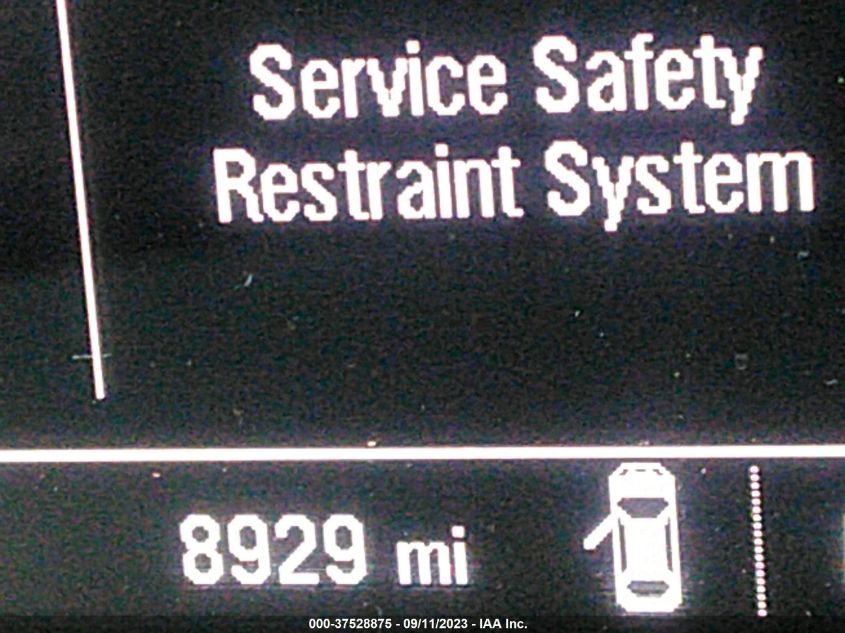 Service Safety
Restraint System
8929 mi
000-37528875 - 09/11/2023 - IAA Inc.